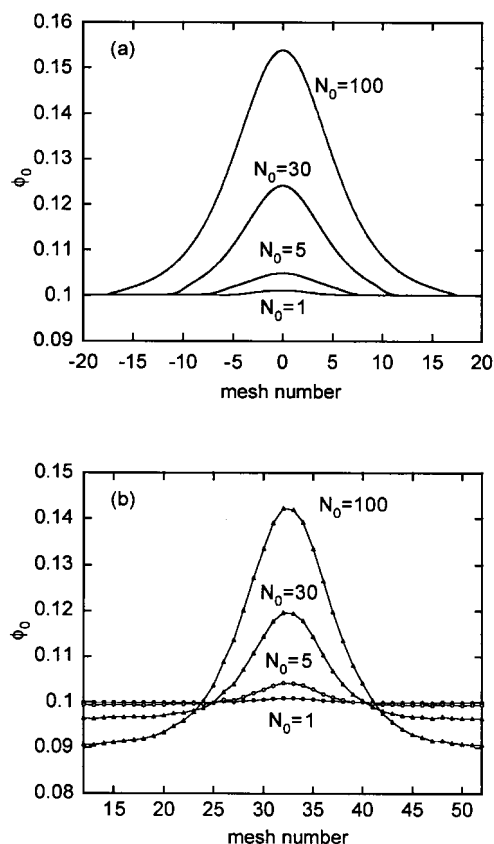 (a)
0.16
0.15
0.14
0.13
0.12
0.11
0.1
0.09
ϕ₀
N₀=100
N₀=30
N₀=5
N₀=1
-20 -15 -10 -5 0 5 10 15 20
mesh number
(b)
0.15
0.14
0.13
0.12
0.11
0.1
0.09
0.08
ϕ₀
N₀=100
N₀=30
N₀=5
N₀=1
15 20 25 30 35 40 45 50
mesh number